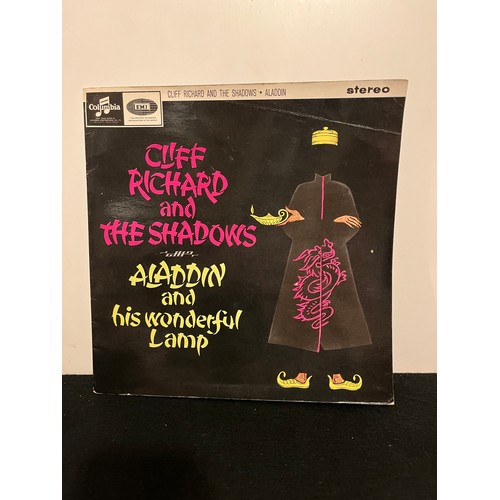 Columbia
EMI
CLIFF RICHARD AND THE SHADOWS • ALADDIN
stereo
CLIFF
RICHARD
and
THE SHADOWS
ALADDIN
and
his wonderful
Lamp